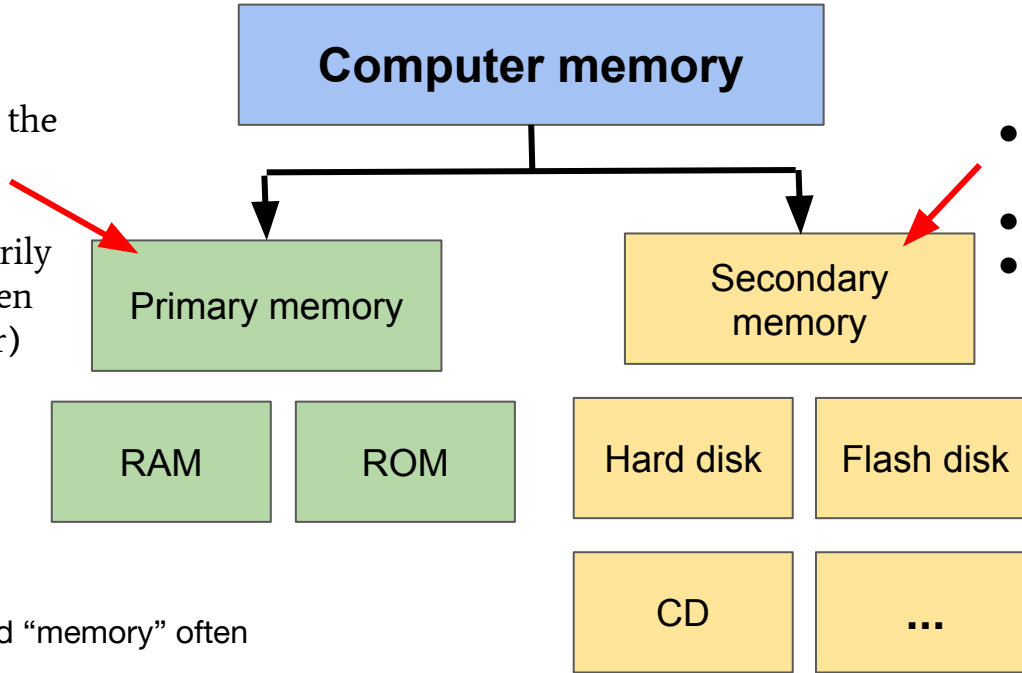 Computer memory
the
rily
en
r)
Primary memory
Secondary
memory
RAM
ROM
Hard disk
Flash disk
CD
...
d “memory” often